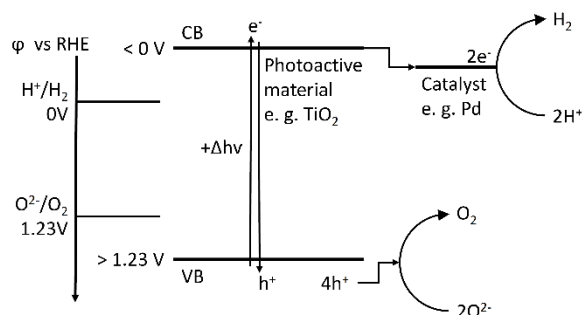 φ vs RHE
H⁺/H₂
0V
O²⁻/O₂
1.23V
< 0 V
CB
e⁻
Photoactive
material
e. g. TiO₂
+Δhν
> 1.23 V
VB
h⁺
4h⁺
2e⁻
Catalyst
e. g. Pd
H₂
2H⁺
O₂
2O²⁻